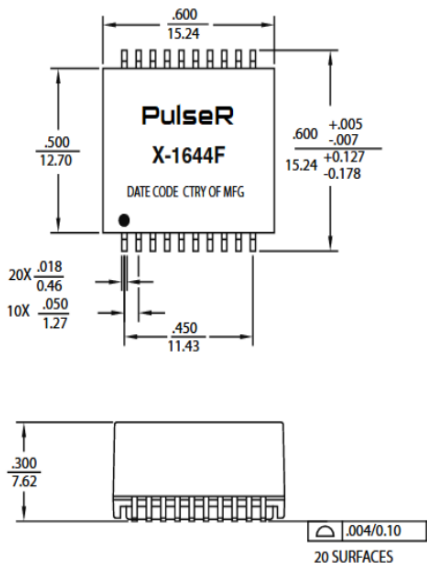 .600
15.24
PulseR
X-1644F
DATE CODE CTRY OF MFG
.500
12.70
.600 +.005 -.007
15.24 +0.127 -0.178
20X .018
0.46
10X .050
1.27
.450
11.43
.300
7.62
.004/0.10
20 SURFACES